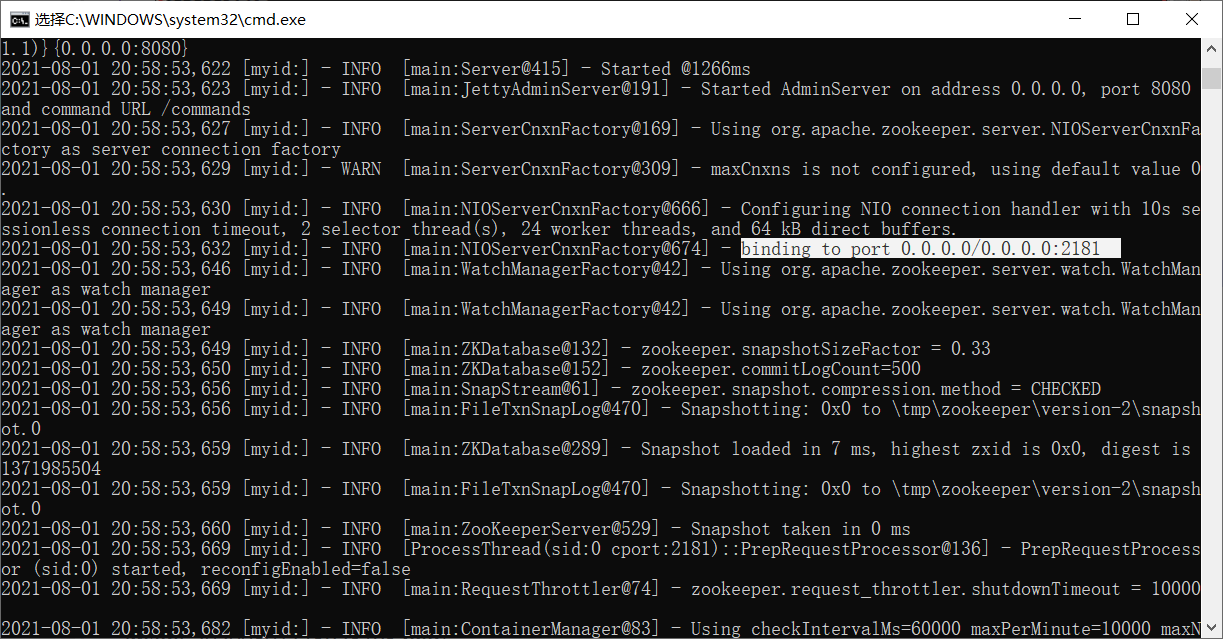 选择C:\WINDOWS\system32\cmd.exe
1.1)}{0.0.0.0:8080}
2021-08-01 20:58:53,622 [myid:] - INFO  [main:Server@415] - Started @1266ms
2021-08-01 20:58:53,623 [myid:] - INFO  [main:JettyAdminServer@191] - Started AdminServer on address 0.0.0.0, port 8080
and command URL /commands
2021-08-01 20:58:53,627 [myid:] - INFO  [main:ServerCnxnFactory@169] - Using org.apache.zookeeper.server.NIOServerCnxnFa
ctory as server connection factory
2021-08-01 20:58:53,629 [myid:] - WARN  [main:ServerCnxnFactory@309] - maxCnxns is not configured, using default value 0
.
2021-08-01 20:58:53,630 [myid:] - INFO  [main:NIOServerCnxnFactory@666] - Configuring NIO connection handler with 10s se
ssionless connection timeout, 2 selector thread(s), 24 worker threads, and 64 kB direct buffers.
2021-08-01 20:58:53,632 [myid:] - INFO  [main:NIOServerCnxnFactory@674] - binding to port 0.0.0.0/0.0.0.0:2181
2021-08-01 20:58:53,646 [myid:] - INFO  [main:WatchManagerFactory@42] - Using org.apache.zookeeper.server.watch.WatchMan
ager as watch manager
2021-08-01 20:58:53,649 [myid:] - INFO  [main:WatchManagerFactory@42] - Using org.apache.zookeeper.server.watch.WatchMan
ager as watch manager
2021-08-01 20:58:53,649 [myid:] - INFO  [main:ZKDatabase@132] - zookeeper.snapshotSizeFactor = 0.33
2021-08-01 20:58:53,650 [myid:] - INFO  [main:ZKDatabase@152] - zookeeper.commitLogCount=500
2021-08-01 20:58:53,656 [myid:] - INFO  [main:SnapStream@61] - zookeeper.snapshot.compression.method = CHECKED
2021-08-01 20:58:53,656 [myid:] - INFO  [main:FileTxnSnapLog@470] - Snapshotting: 0x0 to \tmp\zookeeper\version-2\snapsh
ot.0
2021-08-01 20:58:53,659 [myid:] - INFO  [main:ZKDatabase@289] - Snapshot loaded in 7 ms, highest zxid is 0x0, digest is
1371985504
2021-08-01 20:58:53,659 [myid:] - INFO  [main:FileTxnSnapLog@470] - Snapshotting: 0x0 to \tmp\zookeeper\version-2\snapsh
ot.0
2021-08-01 20:58:53,660 [myid:] - INFO  [main:ZooKeeperServer@529] - Snapshot taken in 0 ms
2021-08-01 20:58:53,669 [myid:] - INFO  [ProcessThread(sid:0 cport:2181)::PrepRequestProcessor@136] - PrepRequestProcess
or (sid:0) started, reconfigEnabled=false
2021-08-01 20:58:53,669 [myid:] - INFO  [main:RequestThrottler@74] - zookeeper.request_throttler.shutdownTimeout = 10000
2021-08-01 20:58:53,682 [myid:] - INFO  [main:ContainerManager@83] - Using checkIntervalMs=60000 maxPerMinute=10000 maxN